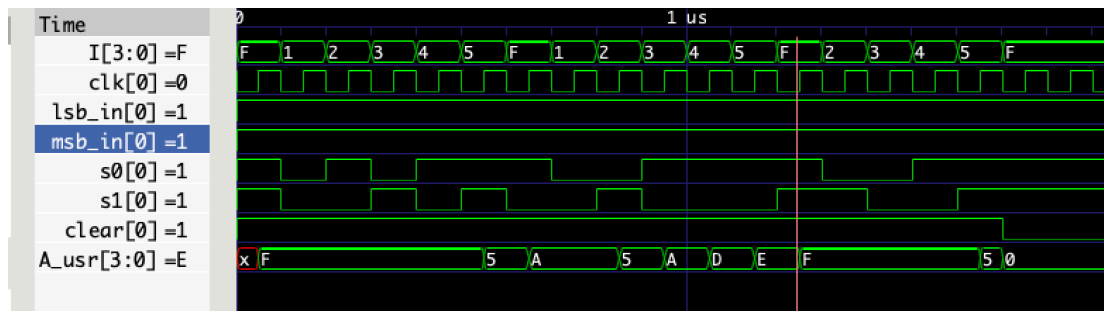 Time 0 1 us
I[3:0] =F F 1 2 3 4 5 F 1 2 3 4 5 F 2 3 4 5 F
clk[0] =0
lsb_in[0] =1
msb_in[0] =1
s0[0] =1
s1[0] =1
clear[0] =1
A_usr[3:0] =E x F 5 A 5 A D E F 5 0